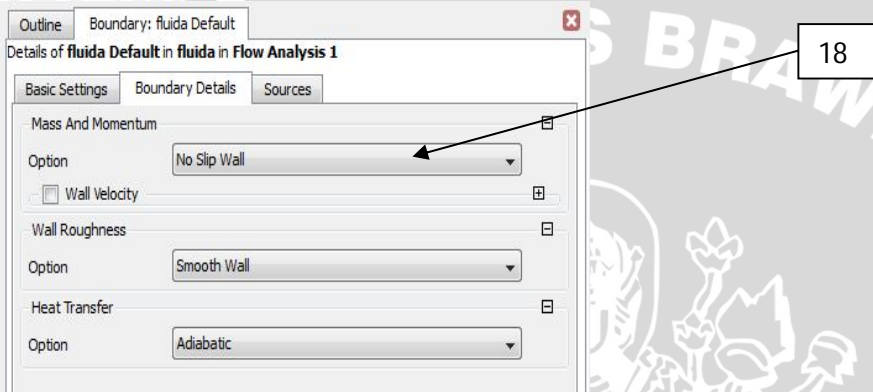 Outline Boundary: fluida Default
Details of fluida Default in fluida in Flow Analysis 1
Basic Settings Boundary Details Sources
Mass And Momentum
Option No Slip Wall
Wall Velocity
Wall Roughness
Option Smooth Wall
Heat Transfer
Option Adiabatic
18